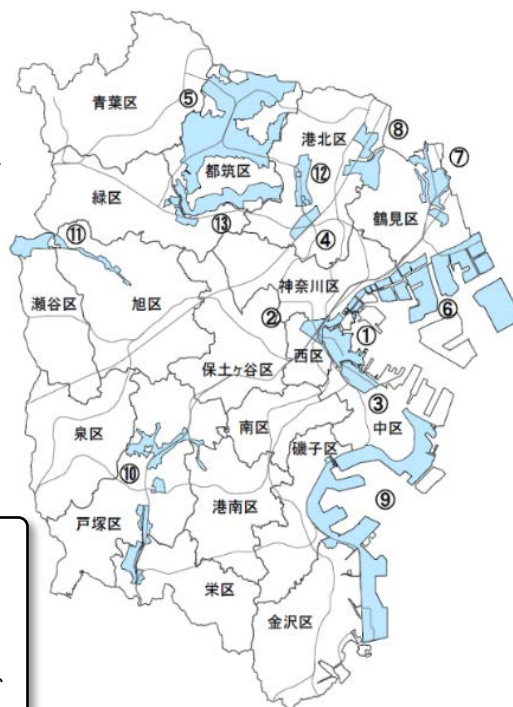 青葉区
⑤
港北区
⑧
⑦
都筑区
⑫
緑区
⑬
④
鶴見区
⑪
神奈川区
⑥
瀬谷区
旭区
②
①
西区
保土ヶ谷区
③
中区
泉区
南区
磯子区
⑩
⑨
戸塚区
港南区
栄区
金沢区
、